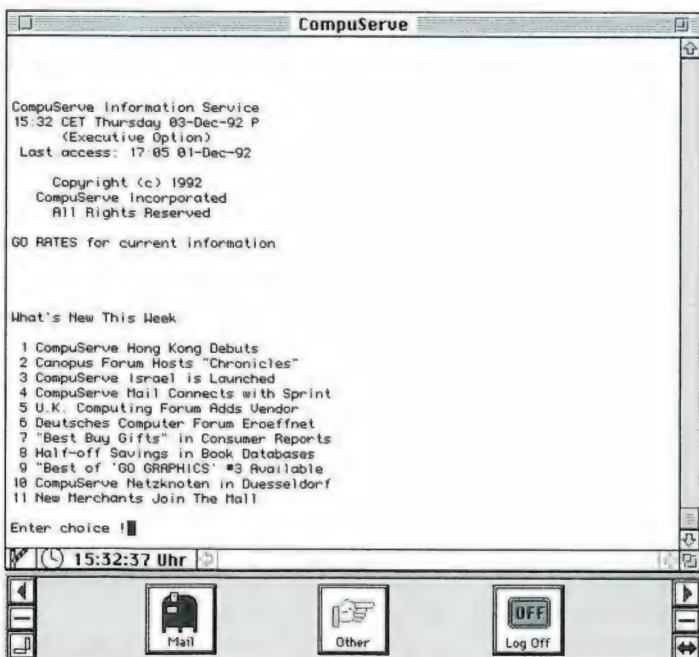 CompuServe
CompuServe Information Service
15:32 CET Thursday 03-Dec-92 P
(Executive Option)
Last access: 17:05 01-Dec-92
Copyright (c) 1992
CompuServe Incorporated
All Rights Reserved
GO RATES for current information
What's New This Week
1 CompuServe Hong Kong Debuts
2 Canopus Forum Hosts "Chronicles"
3 CompuServe Israel is Launched
4 CompuServe Mail Connects with Sprint
5 U.K. Computing Forum Adds Vendor
6 Deutsches Computer Forum Eroeffnet
7 "Best Buy Gifts" in Consumer Reports
8 Half-off Savings in Book Databases
9 "Best of 'GO GRAPHICS' #3 Available
10 CompuServe Netzknoten in Duesseldorf
11 New Merchants Join The Mall
Enter choice !
15:32:37 Uhr
Mail
Other
OFF
Log Off